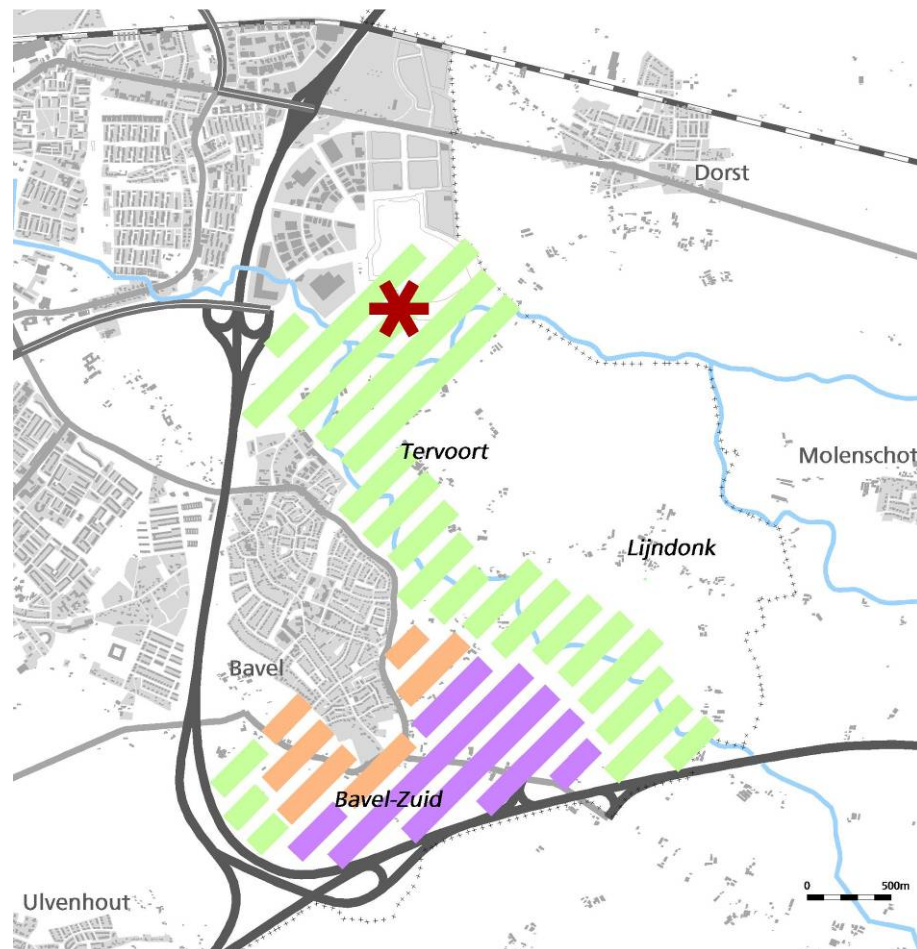 Dorst
Tervoort
Molenschot
Lijndonk
Bavel
Bavel-Zuid
Ulvenhout
0 500m